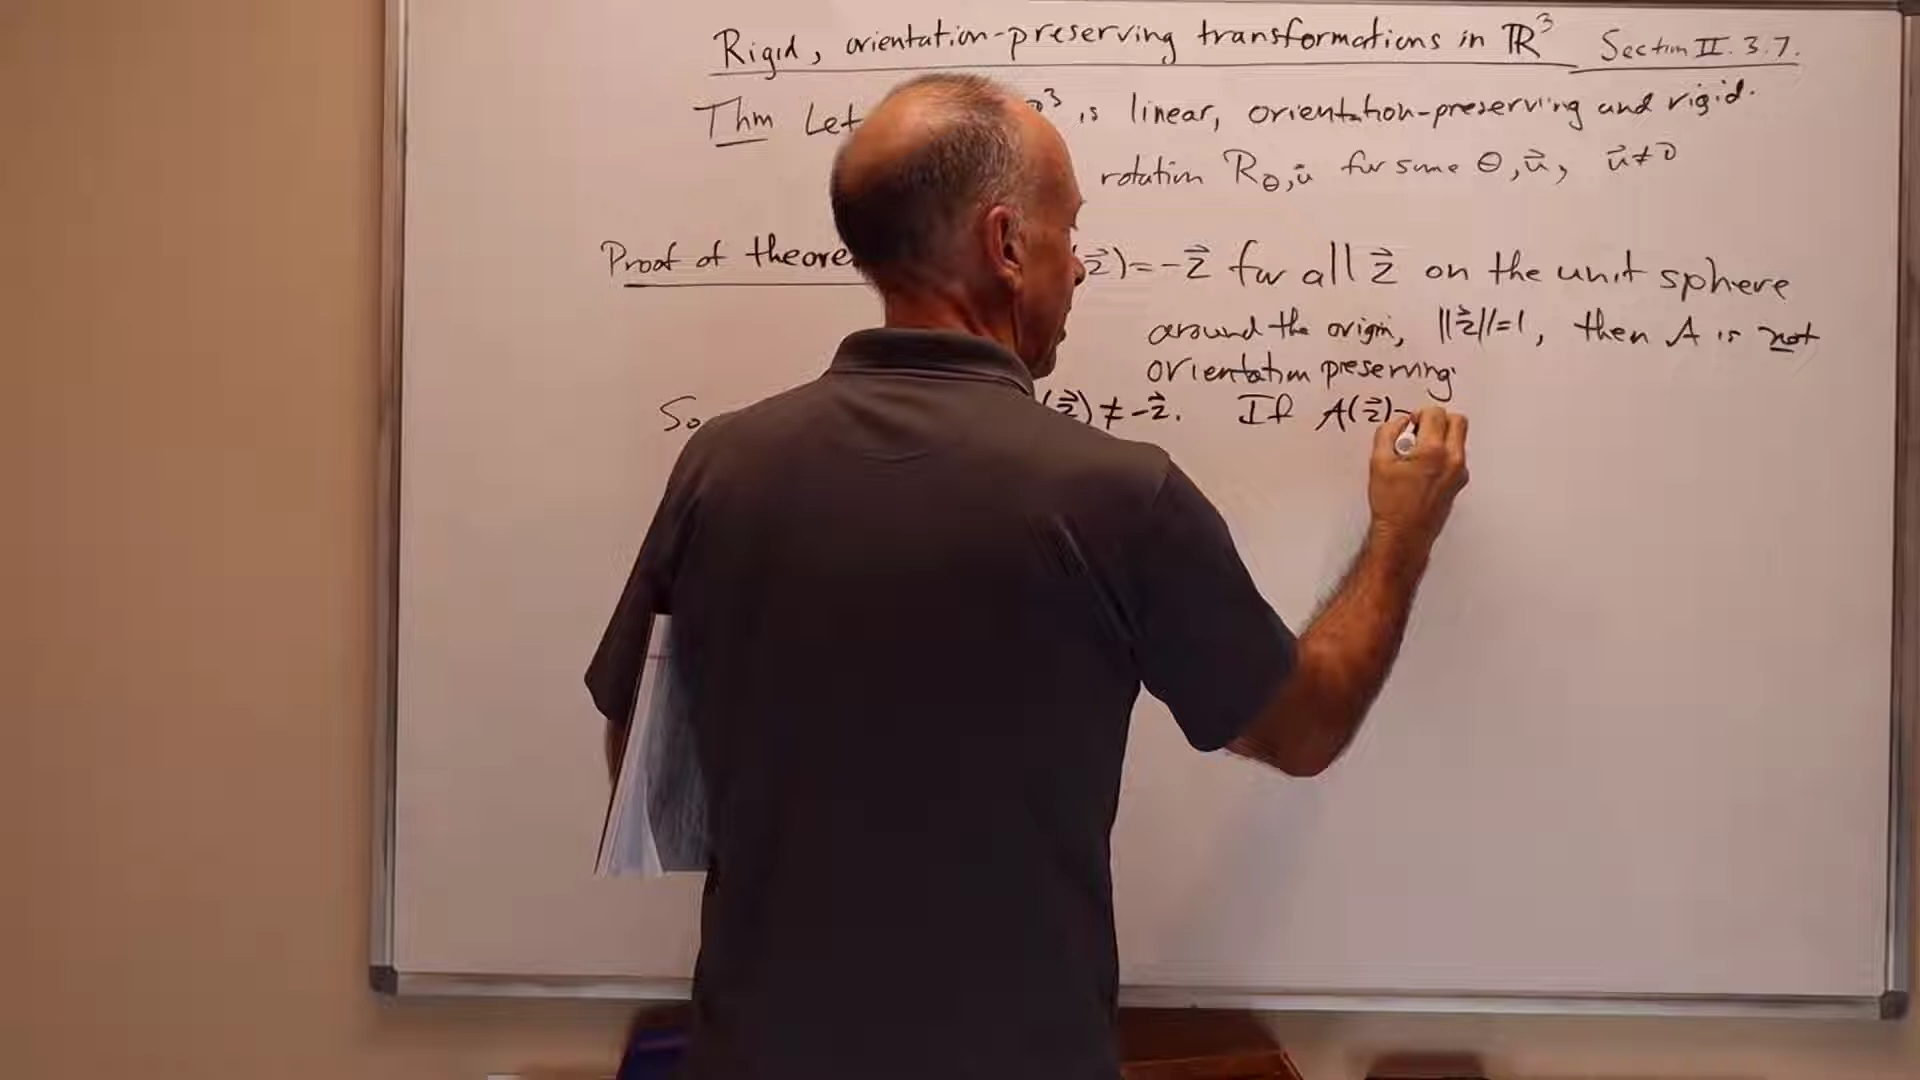 Rigid, orientation-preserving transformations in ℝ³ Section II.3.7.
Thm Let ³ is linear, orientation-preserving and rigid.
rotation R_θ,u⃗ for some θ, u⃗, u⃗≠0
Proof of theore z⃗)=-z⃗ for all z⃗ on the unit sphere
around the origin, ||z⃗||=1, then A is not
orientation preserving.
So (z⃗)≠-z⃗. If A(z⃗)=